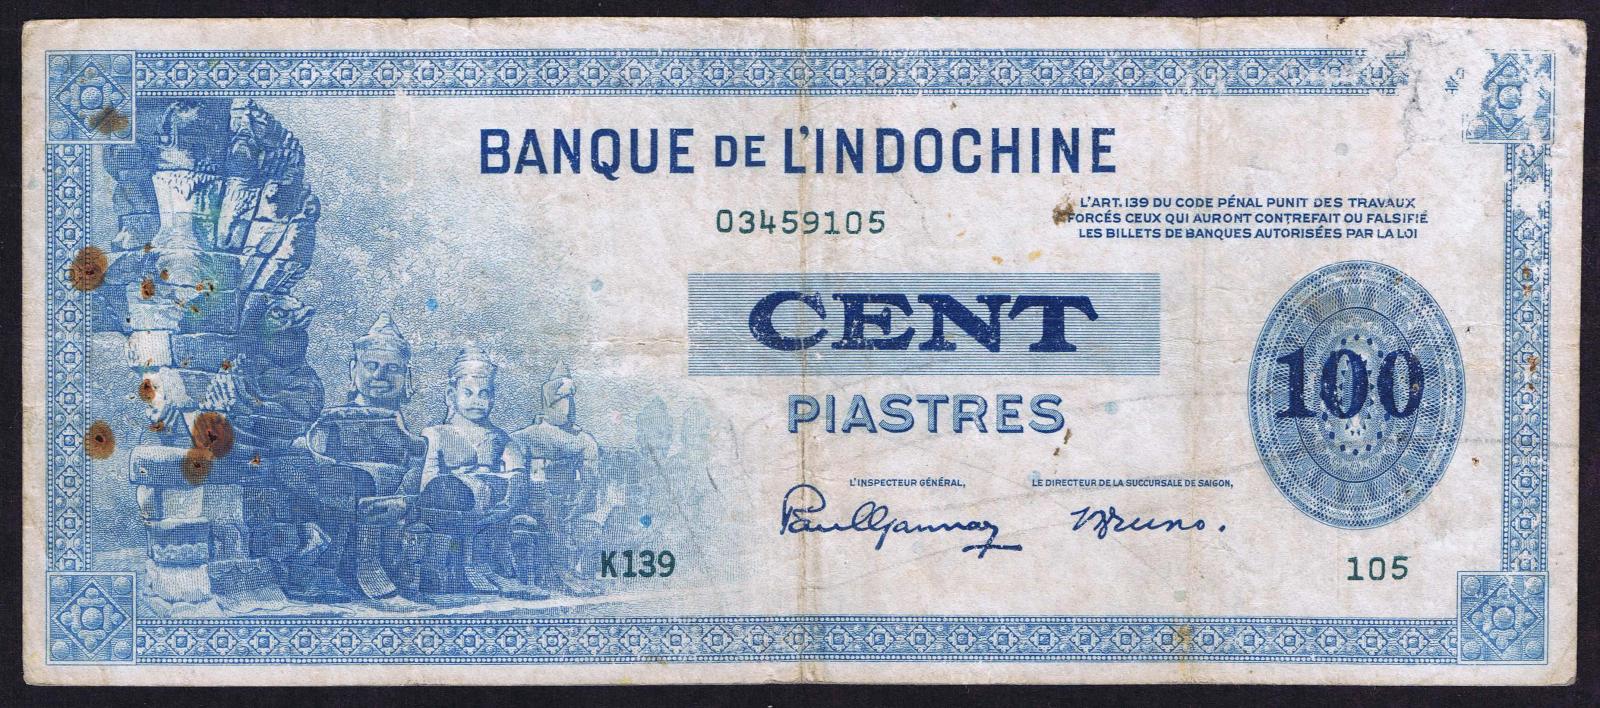 BANQUE DE L'INDOCHINE
03459105
L'ART.139 DU CODE PÉNAL PUNIT DES TRAVAUX
FORCÉS CEUX QUI AURONT CONTREFAIT OU FALSIFIÉ
LES BILLETS DE BANQUES AUTORISÉES PAR LA LOI
CENT
PIASTRES
100
L'INSPECTEUR GÉNÉRAL,
LE DIRECTEUR DE LA SUCCURSALE DE SAIGON,
K139
105